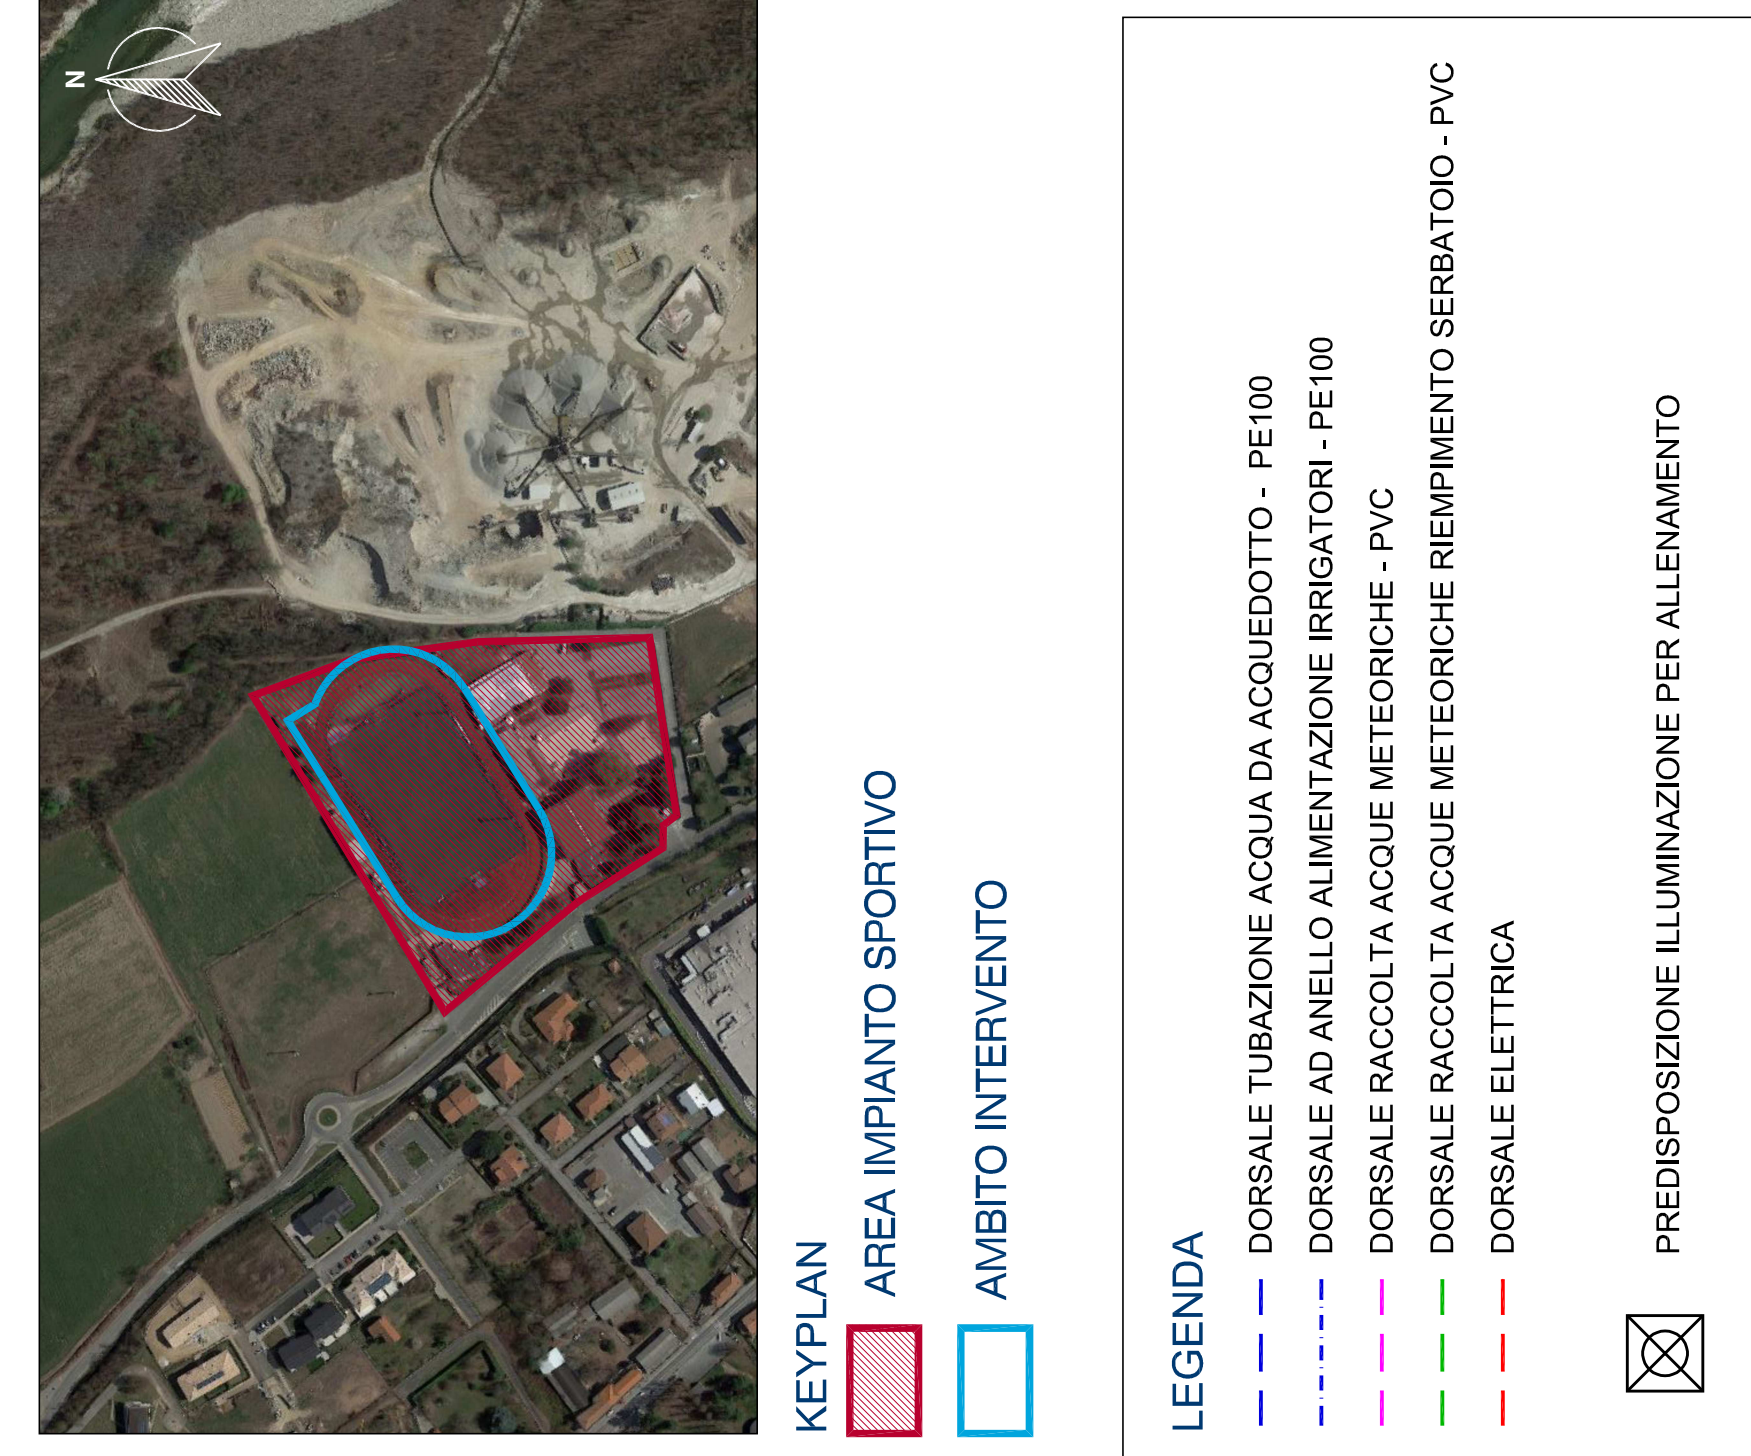 N
KEYPLAN
AREA IMPIANTO SPORTIVO
AMBITO INTERVENTO
LEGENDA
DORSALE TUBAZIONE ACQUA DA ACQUEDOTTO - PE100
DORSALE AD ANELLO ALIMENTAZIONE IRRIGATORI - PE100
DORSALE RACCOLTA ACQUE METEORICHE - PVC
DORSALE RACCOLTA ACQUE METEORICHE RIEMPIMENTO SERBATOIO - PVC
DORSALE ELETTRICA
PREDISPOSIZIONE ILLUMINAZIONE PER ALLENAMENTO